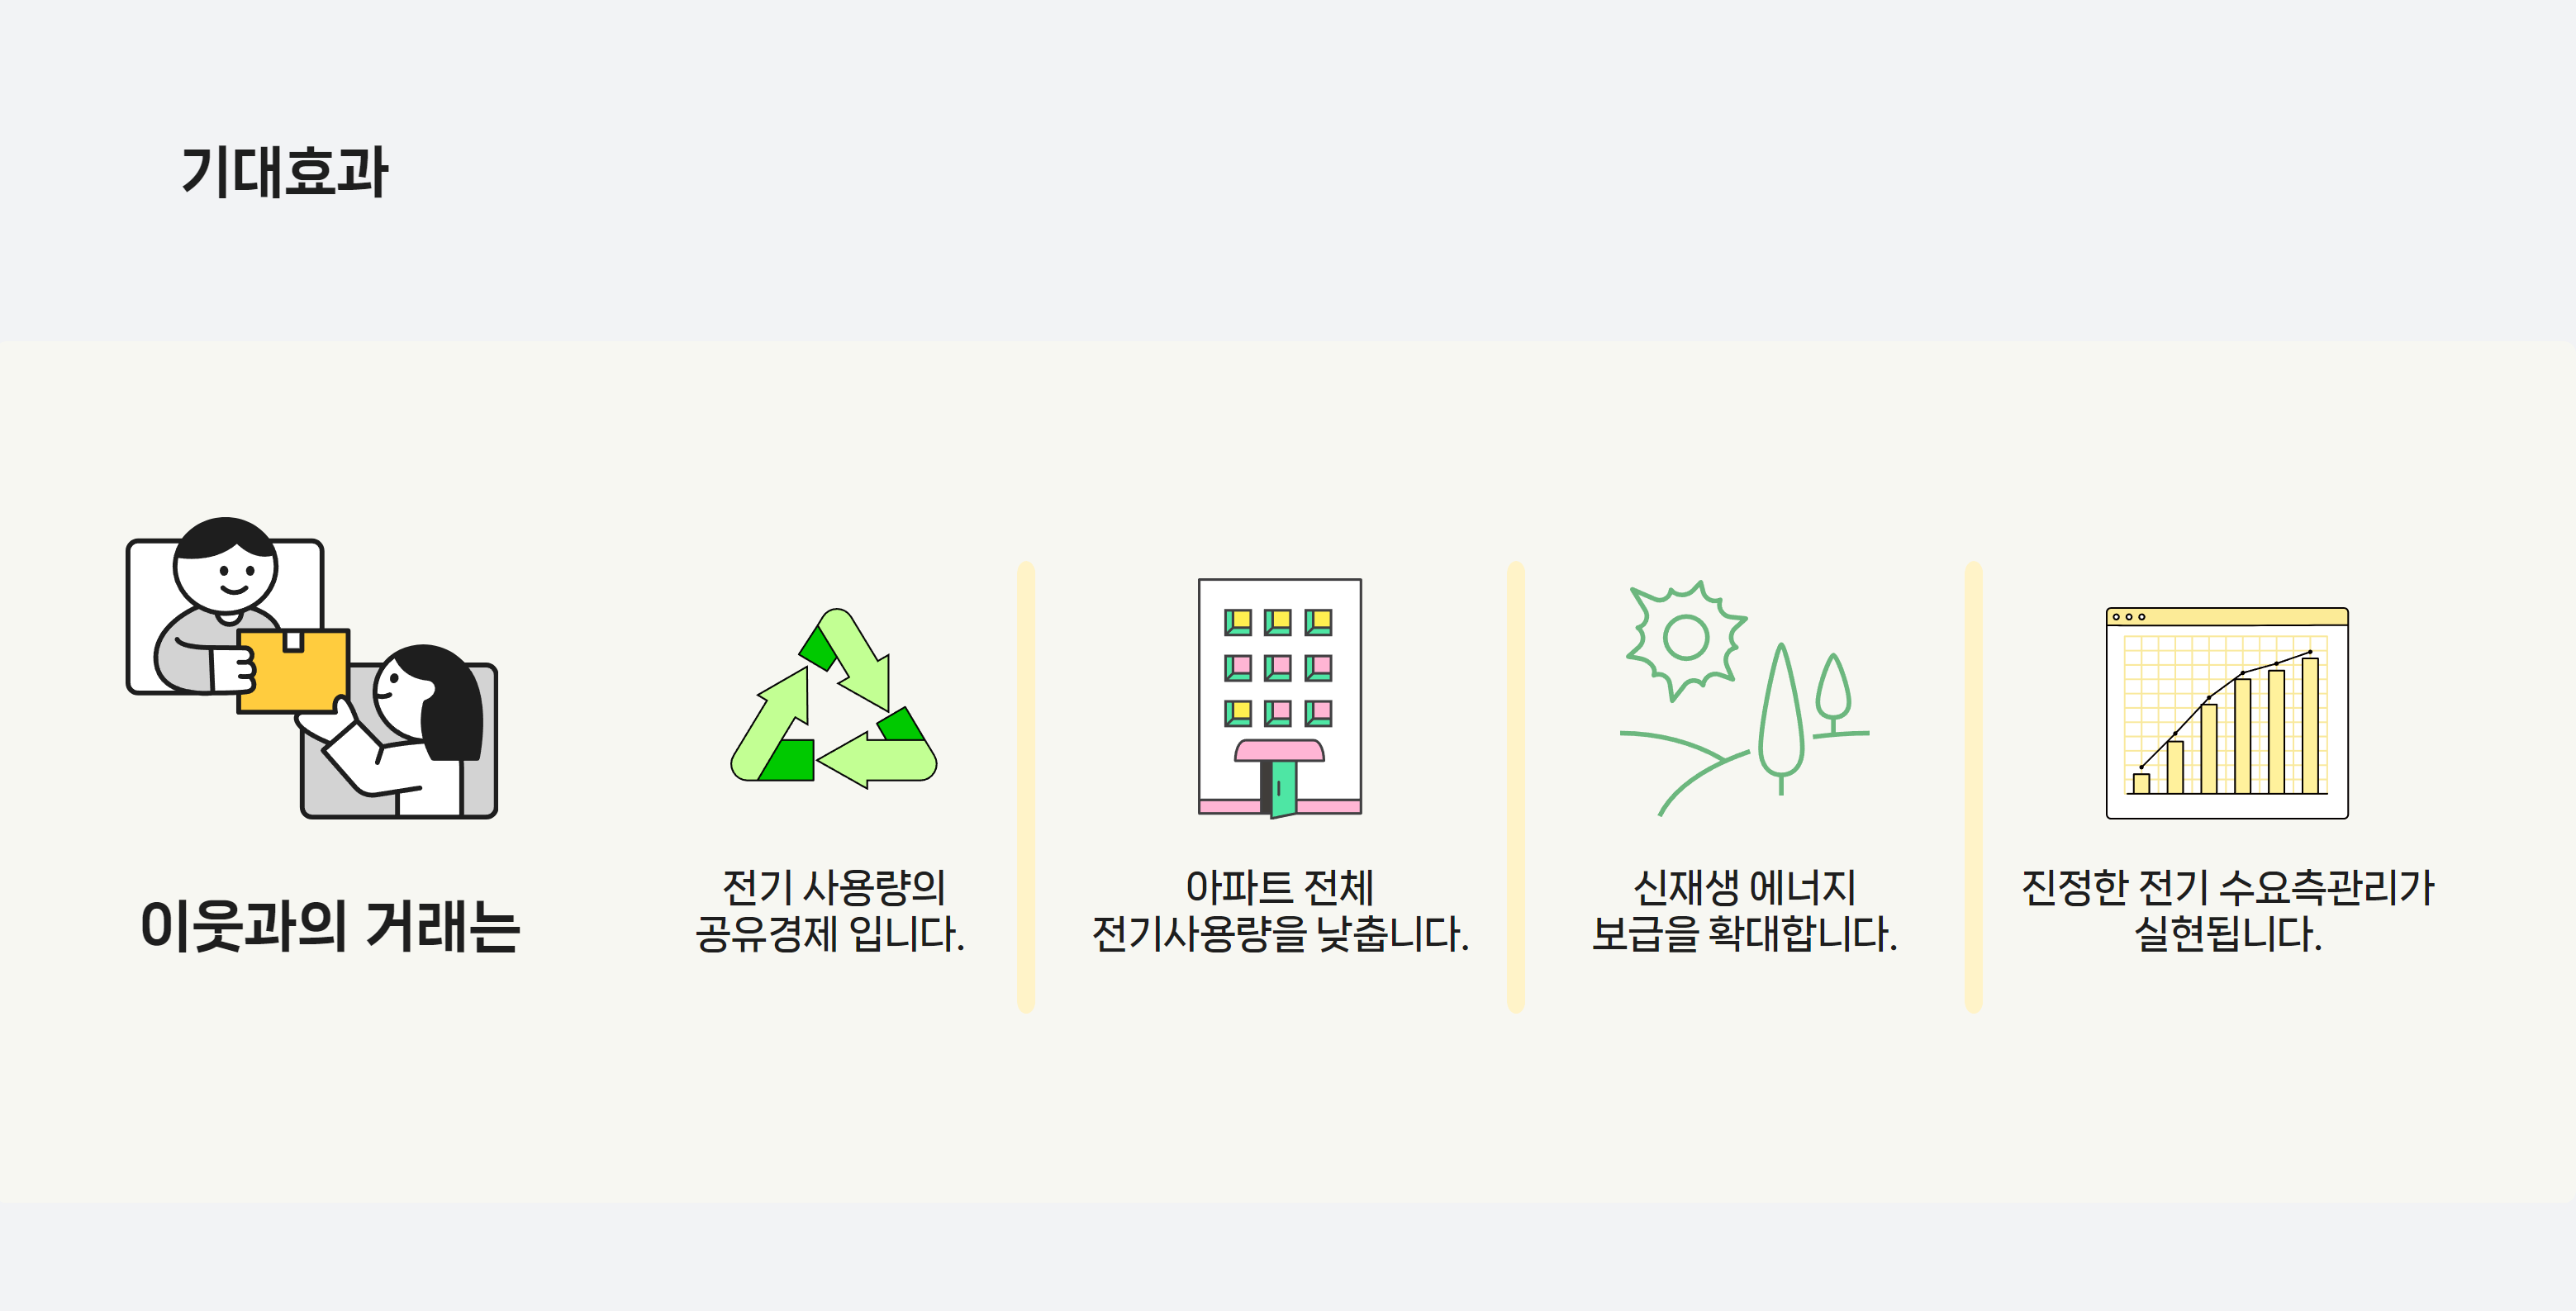 기대효과
이웃과의 거래는
전기 사용량의
공유경제 입니다.
아파트 전체
전기사용량을 낮춥니다.
신재생 에너지
보급을 확대합니다.
진정한 전기 수요측관리가
실현됩니다.